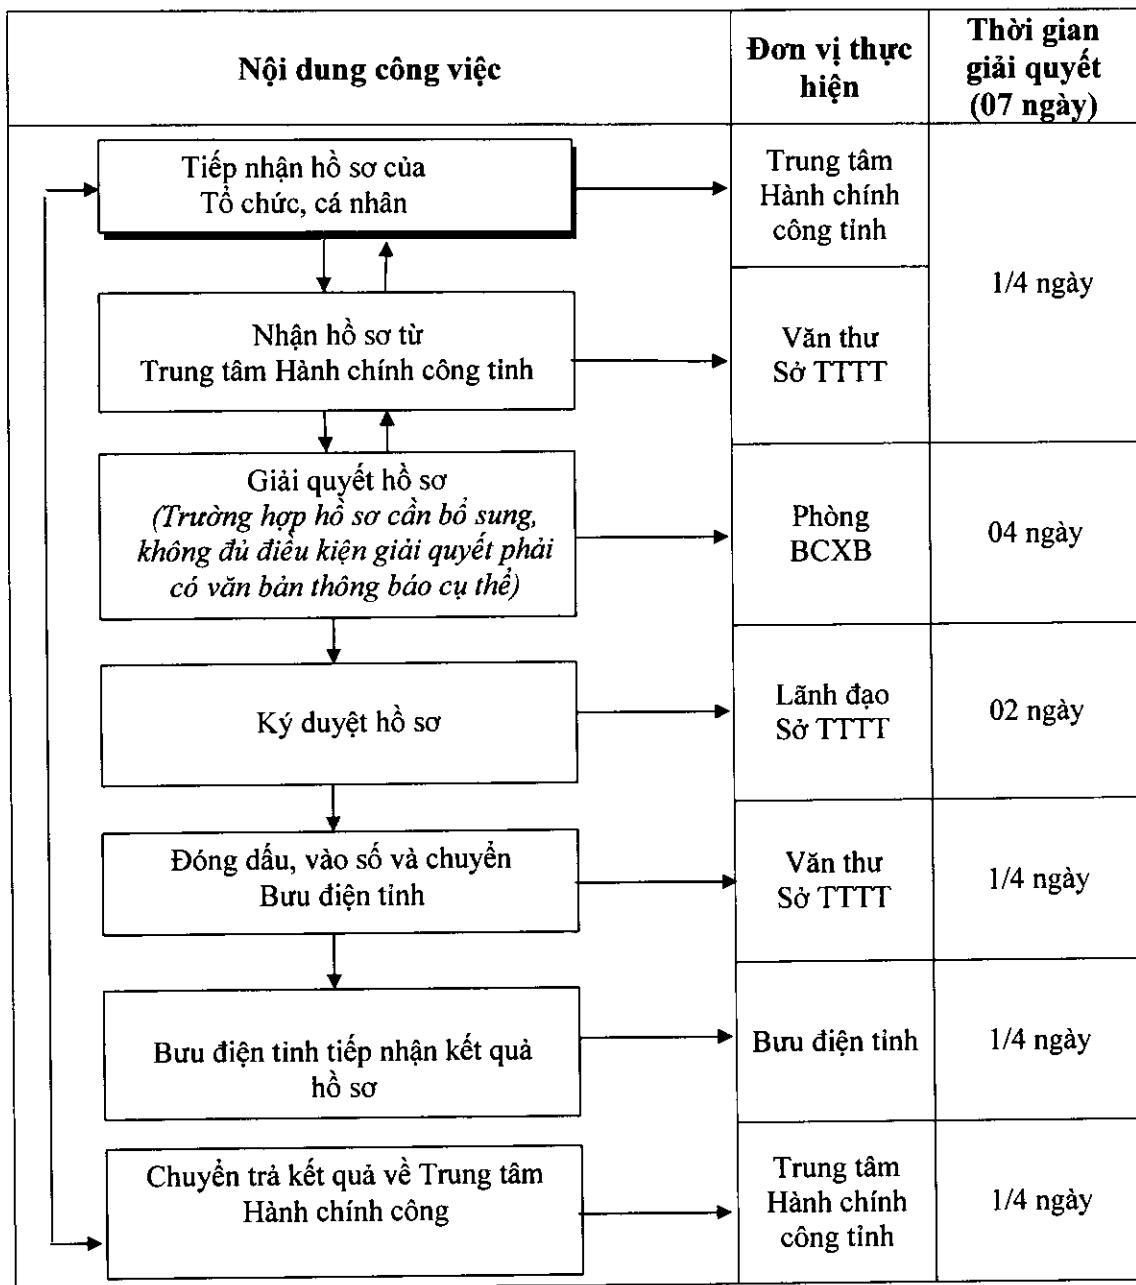 Nội dung công việc
Đơn vị thực
hiện
Thời gian
giải quyết
(07 ngày)
Tiếp nhận hồ sơ của
Tổ chức, cá nhân
Trung tâm
Hành chính
công tỉnh
1/4 ngày
Nhận hồ sơ từ
Trung tâm Hành chính công tỉnh
Văn thư
Sở TTTT
Giải quyết hồ sơ
(Trường hợp hồ sơ cần bổ sung,
không đủ điều kiện giải quyết phải
có văn bản thông báo cụ thể)
Phòng
BCXB
04 ngày
Ký duyệt hồ sơ
Lãnh đạo
Sở TTTT
02 ngày
Đóng dấu, vào số và chuyển
Bưu điện tỉnh
Văn thư
Sở TTTT
1/4 ngày
Bưu điện tỉnh tiếp nhận kết quả
hồ sơ
Bưu điện tỉnh
1/4 ngày
Chuyển trả kết quả về Trung tâm
Hành chính công
Trung tâm
Hành chính
công tỉnh
1/4 ngày